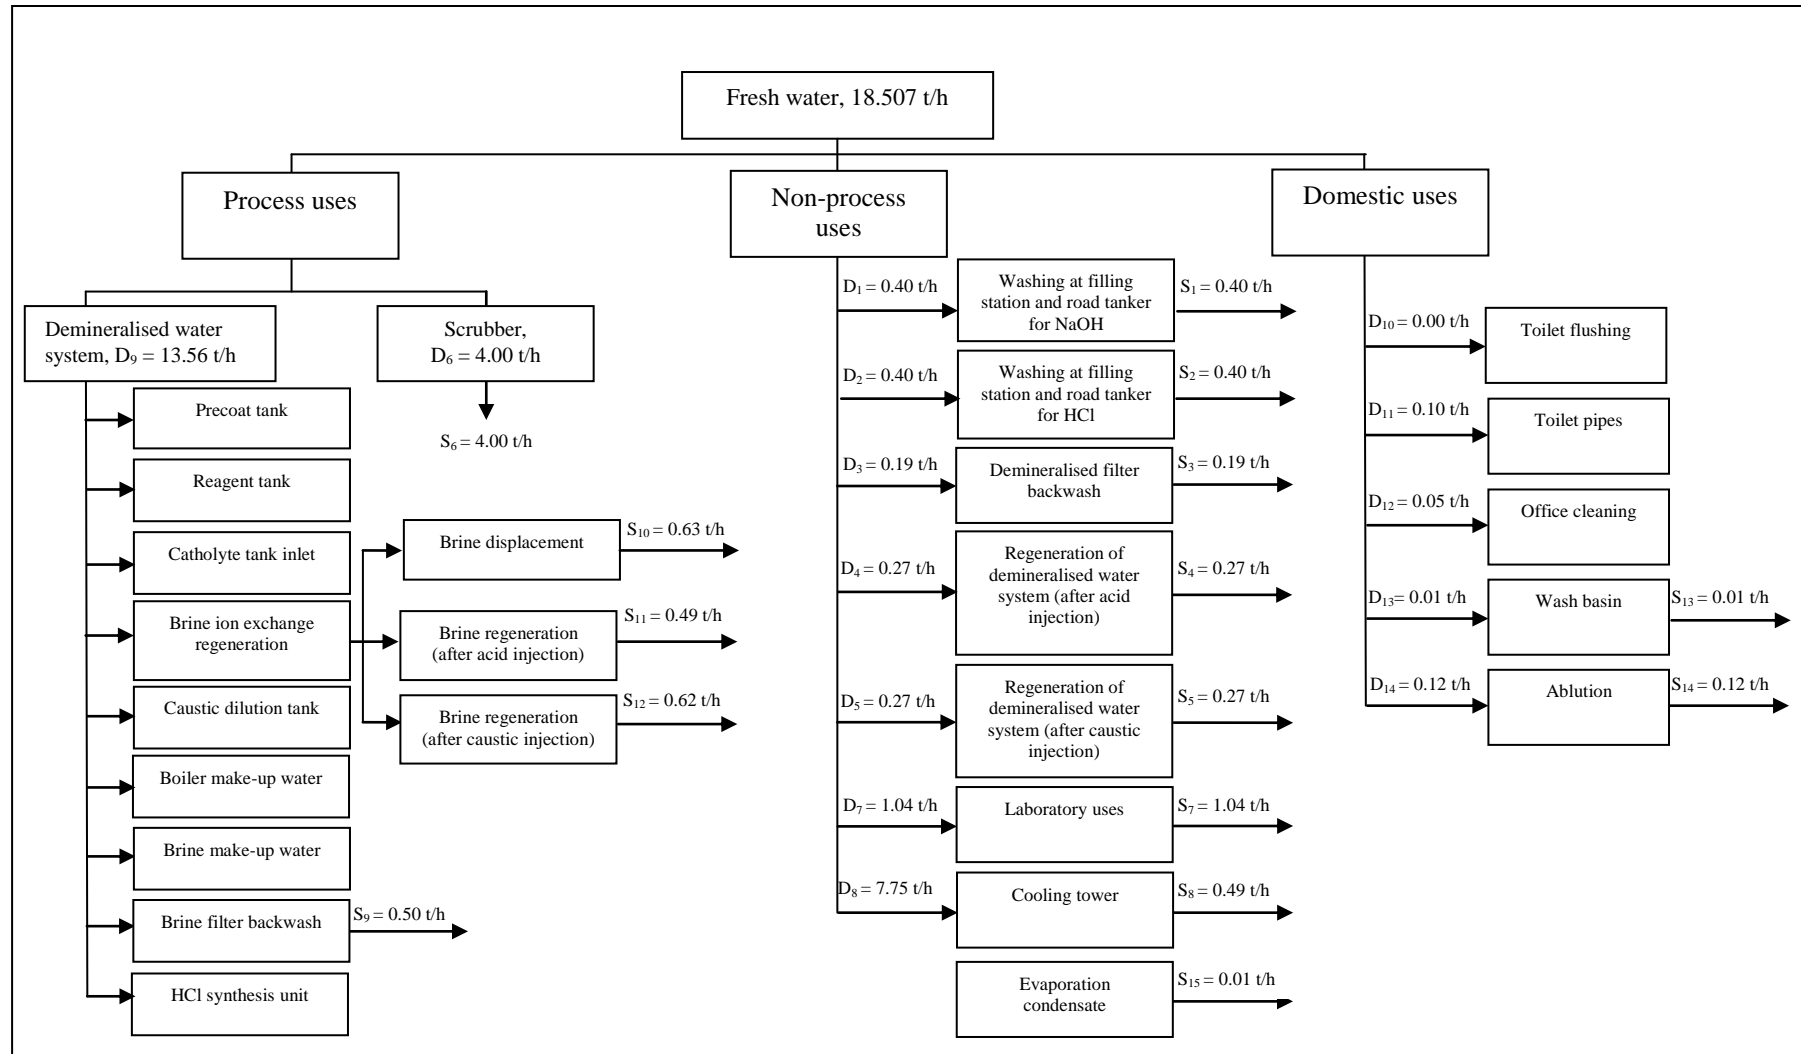 Fresh water, 18.507 t/h
Process uses
Demineralised water
system, D₉ = 13.56 t/h
Scrubber,
D₆ = 4.00 t/h
S₆ = 4.00 t/h
Precoat tank
Reagent tank
Catholyte tank inlet
Brine ion exchange
regeneration
Brine displacement
S₁₀ = 0.63 t/h
Brine regeneration
(after acid injection)
S₁₁ = 0.49 t/h
Brine regeneration
(after caustic injection)
S₁₂ = 0.62 t/h
Caustic dilution tank
Boiler make-up water
Brine make-up water
Brine filter backwash
S₉ = 0.50 t/h
HCl synthesis unit
Non-process
uses
D₁ = 0.40 t/h
Washing at filling
station and road tanker
for NaOH
S₁ = 0.40 t/h
D₂ = 0.40 t/h
Washing at filling
station and road tanker
for HCl
S₂ = 0.40 t/h
D₃ = 0.19 t/h
Demineralised filter
backwash
S₃ = 0.19 t/h
D₄ = 0.27 t/h
Regeneration of
demineralised water
system (after acid
injection)
S₄ = 0.27 t/h
D₅ = 0.27 t/h
Regeneration of
demineralised water
system (after caustic
injection)
S₅ = 0.27 t/h
D₇ = 1.04 t/h
Laboratory uses
S₇ = 1.04 t/h
D₈ = 7.75 t/h
Cooling tower
S₈ = 0.49 t/h
Evaporation
condensate
S₁₅ = 0.01 t/h
Domestic uses
D₁₀ = 0.00 t/h
Toilet flushing
D₁₁ = 0.10 t/h
Toilet pipes
D₁₂ = 0.05 t/h
Office cleaning
D₁₃= 0.01 t/h
Wash basin
S₁₃ = 0.01 t/h
D₁₄ = 0.12 t/h
Ablution
S₁₄ = 0.12 t/h